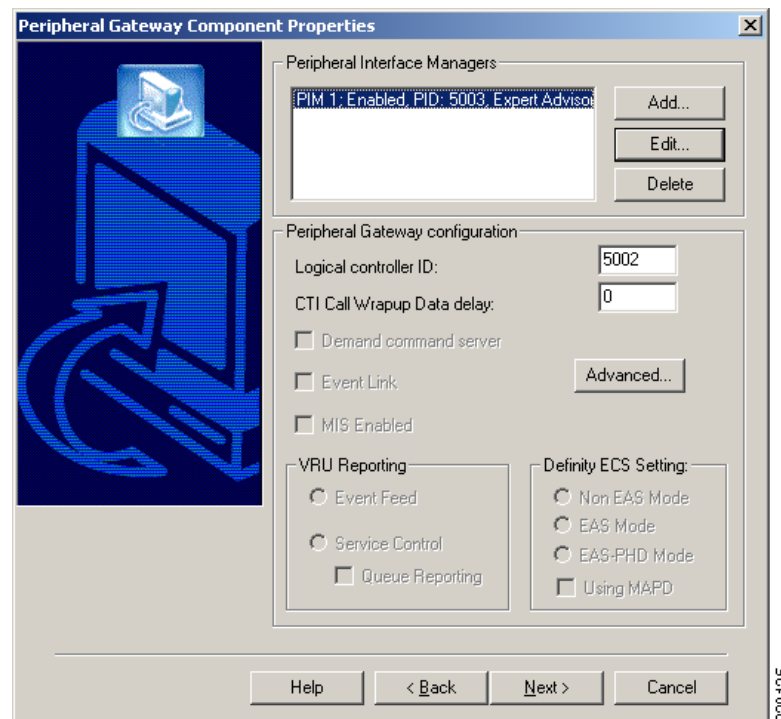 Peripheral Gateway Component Properties
Peripheral Interface Managers
PIM 1; Enabled, PID: 5003, Expert Advisor
Add...
Edit...
Delete
Peripheral Gateway configuration
Logical controller ID:
5002
CTI Call Wrapup Data delay:
0
Demand command server
Event Link
Advanced...
MIS Enabled
VRU Reporting
Event Feed
Service Control
Queue Reporting
Definity ECS Setting:
Non EAS Mode
EAS Mode
EAS-PHD Mode
Using MAPD
Help
< Back
Next >
Cancel